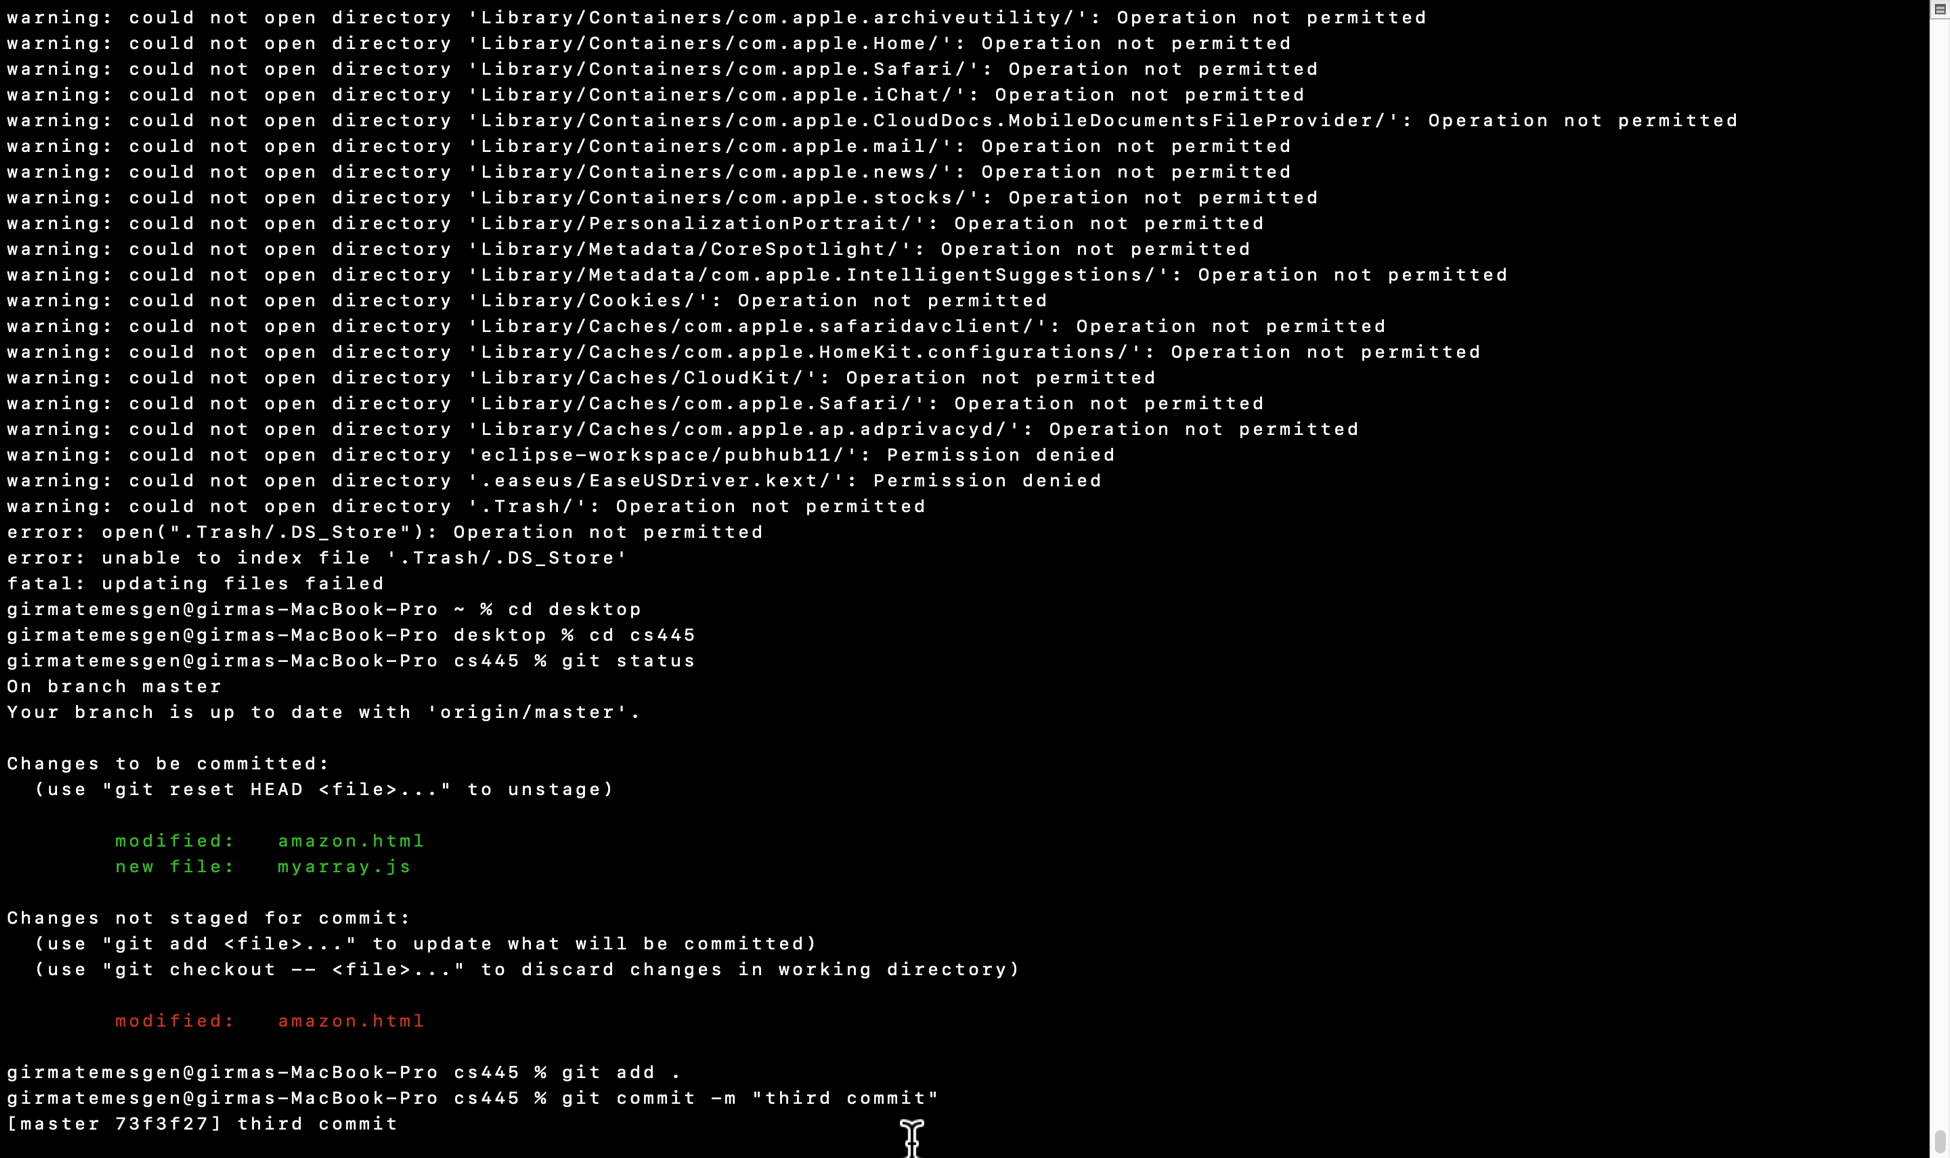 warning: could not open directory 'Library/Containers/com.apple.archiveutility/': Operation not permitted
warning: could not open directory 'Library/Containers/com.apple.Home/': Operation not permitted
warning: could not open directory 'Library/Containers/com.apple.Safari/': Operation not permitted
warning: could not open directory 'Library/Containers/com.apple.iChat/': Operation not permitted
warning: could not open directory 'Library/Containers/com.apple.CloudDocs.MobileDocumentsFileProvider/': Operation not permitted
warning: could not open directory 'Library/Containers/com.apple.mail/': Operation not permitted
warning: could not open directory 'Library/Containers/com.apple.news/': Operation not permitted
warning: could not open directory 'Library/Containers/com.apple.stocks/': Operation not permitted
warning: could not open directory 'Library/PersonalizationPortrait/': Operation not permitted
warning: could not open directory 'Library/Metadata/CoreSpotlight/': Operation not permitted
warning: could not open directory 'Library/Metadata/com.apple.IntelligentSuggestions/': Operation not permitted
warning: could not open directory 'Library/Cookies/': Operation not permitted
warning: could not open directory 'Library/Caches/com.apple.safaridavclient/': Operation not permitted
warning: could not open directory 'Library/Caches/com.apple.HomeKit.configurations/': Operation not permitted
warning: could not open directory 'Library/Caches/CloudKit/': Operation not permitted
warning: could not open directory 'Library/Caches/com.apple.Safari/': Operation not permitted
warning: could not open directory 'Library/Caches/com.apple.ap.adprivacyd/': Operation not permitted
warning: could not open directory 'eclipse-workspace/pubhub11/': Permission denied
warning: could not open directory '.easeus/EaseUSDriver.kext/': Permission denied
warning: could not open directory '.Trash/': Operation not permitted
error: open(".Trash/.DS_Store"): Operation not permitted
error: unable to index file '.Trash/.DS_Store'
fatal: updating files failed
girmatemesgen@girmas-MacBook-Pro ~ % cd desktop
girmatemesgen@girmas-MacBook-Pro desktop % cd cs445
girmatemesgen@girmas-MacBook-Pro cs445 % git status
On branch master
Your branch is up to date with 'origin/master'.
Changes to be committed:
  (use "git reset HEAD <file>..." to unstage)
        modified:   amazon.html
        new file:   myarray.js
Changes not staged for commit:
  (use "git add <file>..." to update what will be committed)
  (use "git checkout -- <file>..." to discard changes in working directory)
        modified:   amazon.html
girmatemesgen@girmas-MacBook-Pro cs445 % git add .
girmatemesgen@girmas-MacBook-Pro cs445 % git commit -m "third commit"
[master 73f3f27] third commit